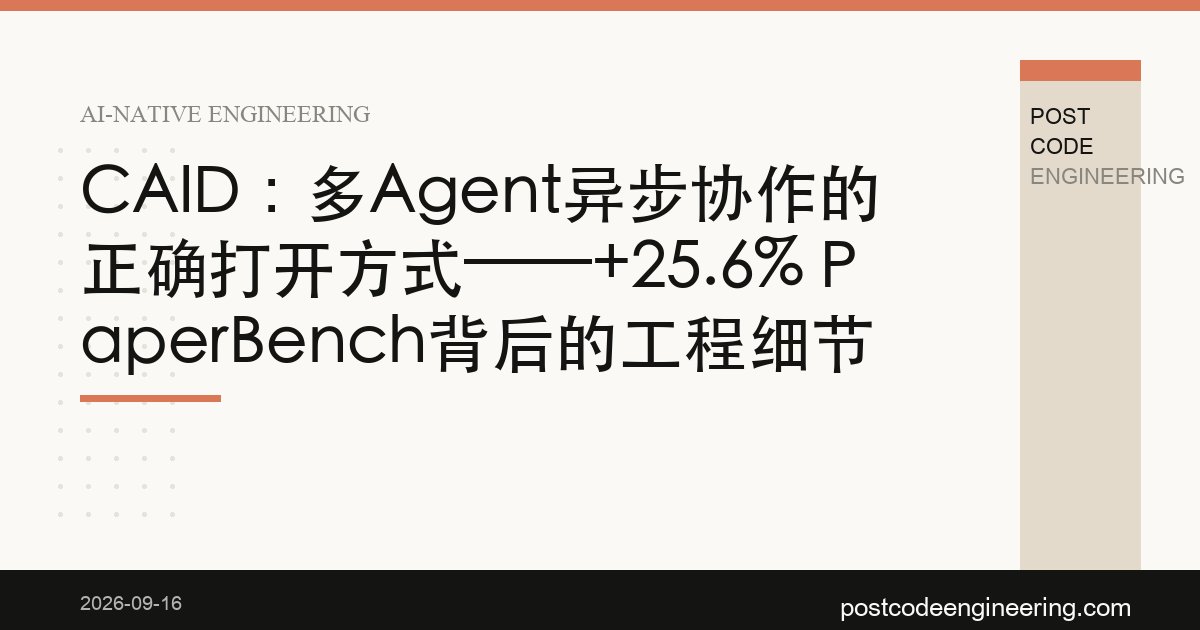 AI-NATIVE ENGINEERING
CAID：多Agent异步协作的
正确打开方式——+25.6% P
aperBench背后的工程细节
POST
CODE
ENGINEERING
2026-09-16
postcodeengineering.com